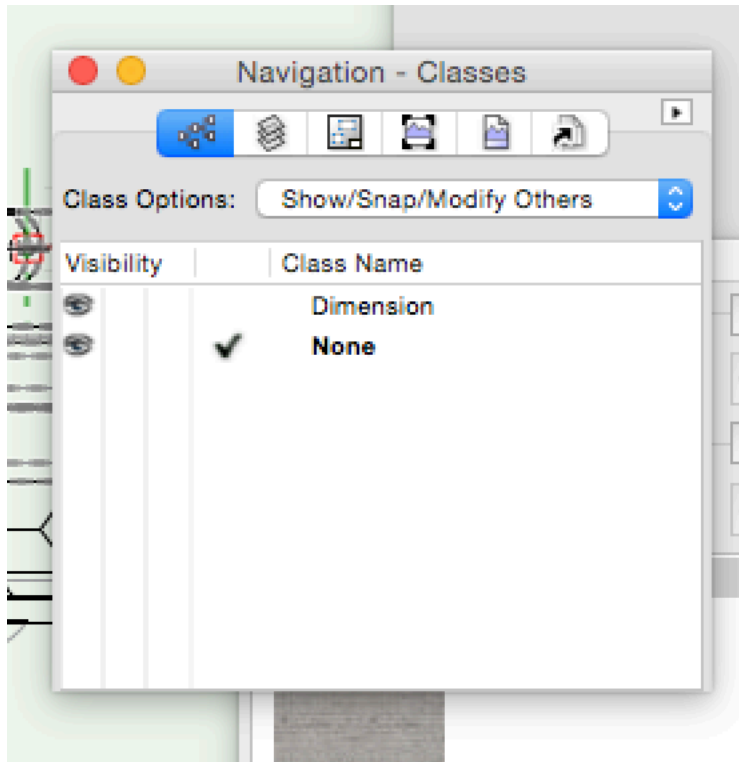 Navigation - Classes
Class Options: Show/Snap/Modify Others
Visibility Class Name
Dimension
None